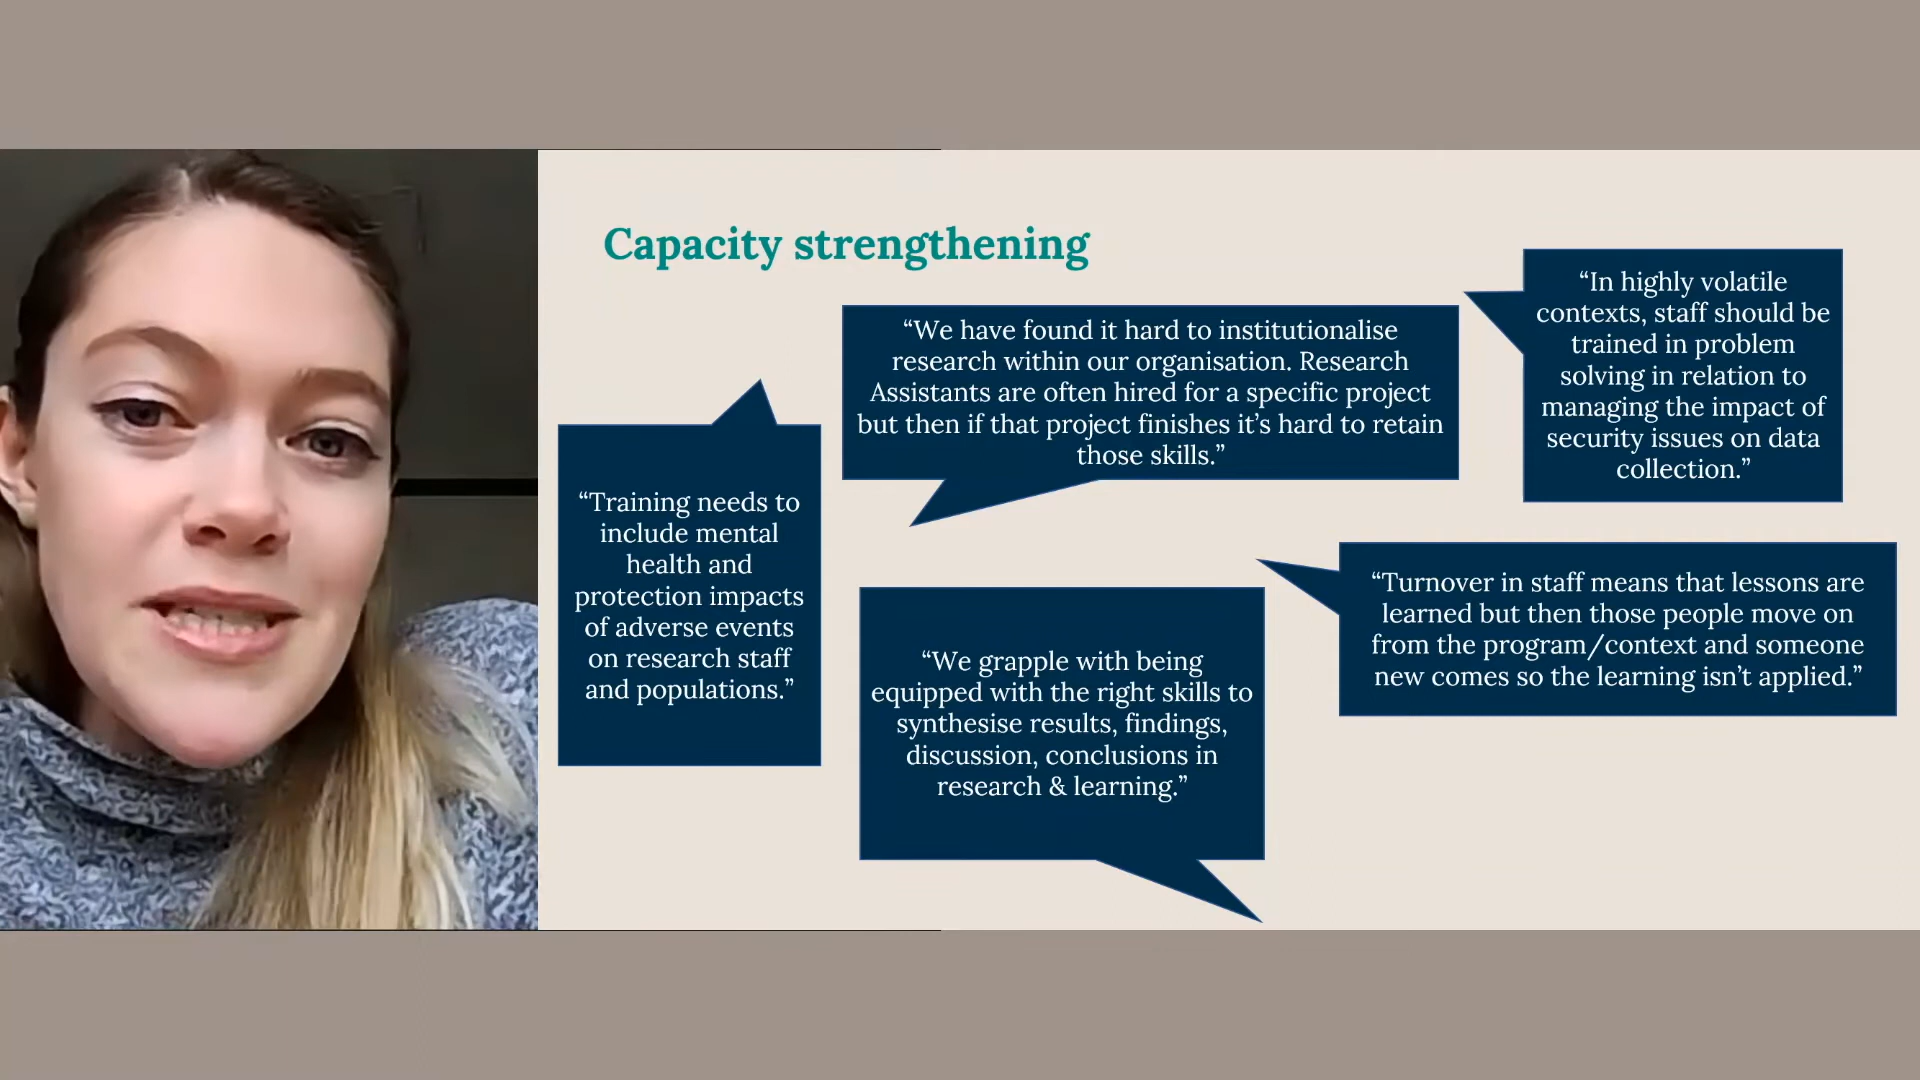 Capacity strengthening
“We have found it hard to institutionalise
research within our organisation. Research
Assistants are often hired for a specific project
but then if that project finishes it’s hard to retain
those skills.”
“In highly volatile
contexts, staff should be
trained in problem
solving in relation to
managing the impact of
security issues on data
collection.”
“Training needs to
include mental
health and
protection impacts
of adverse events
on research staff
and populations.”
“We grapple with being
equipped with the right skills to
synthesise results, findings,
discussion, conclusions in
research & learning.”
“Turnover in staff means that lessons are
learned but then those people move on
from the program/context and someone
new comes so the learning isn’t applied.”